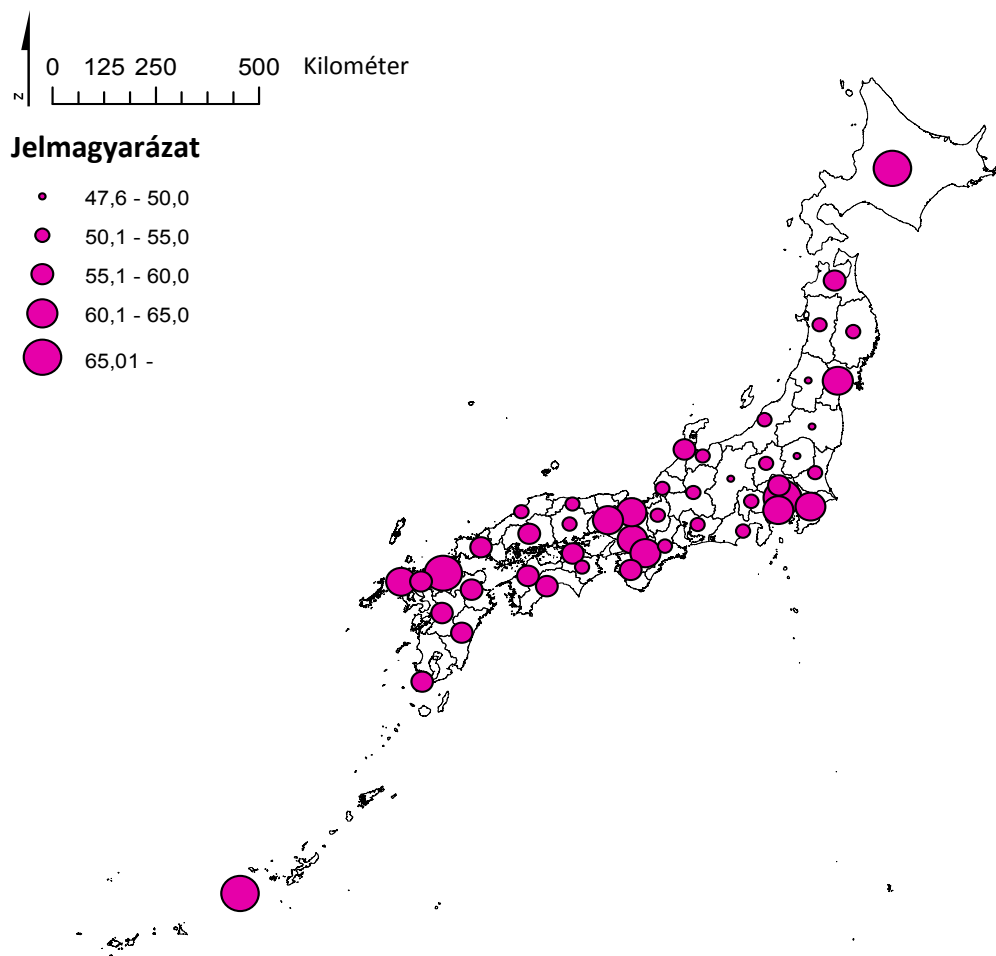 0 125 250 500 Kilométer
z
Jelmagyarázat
47,6 - 50,0
50,1 - 55,0
55,1 - 60,0
60,1 - 65,0
65,01 -